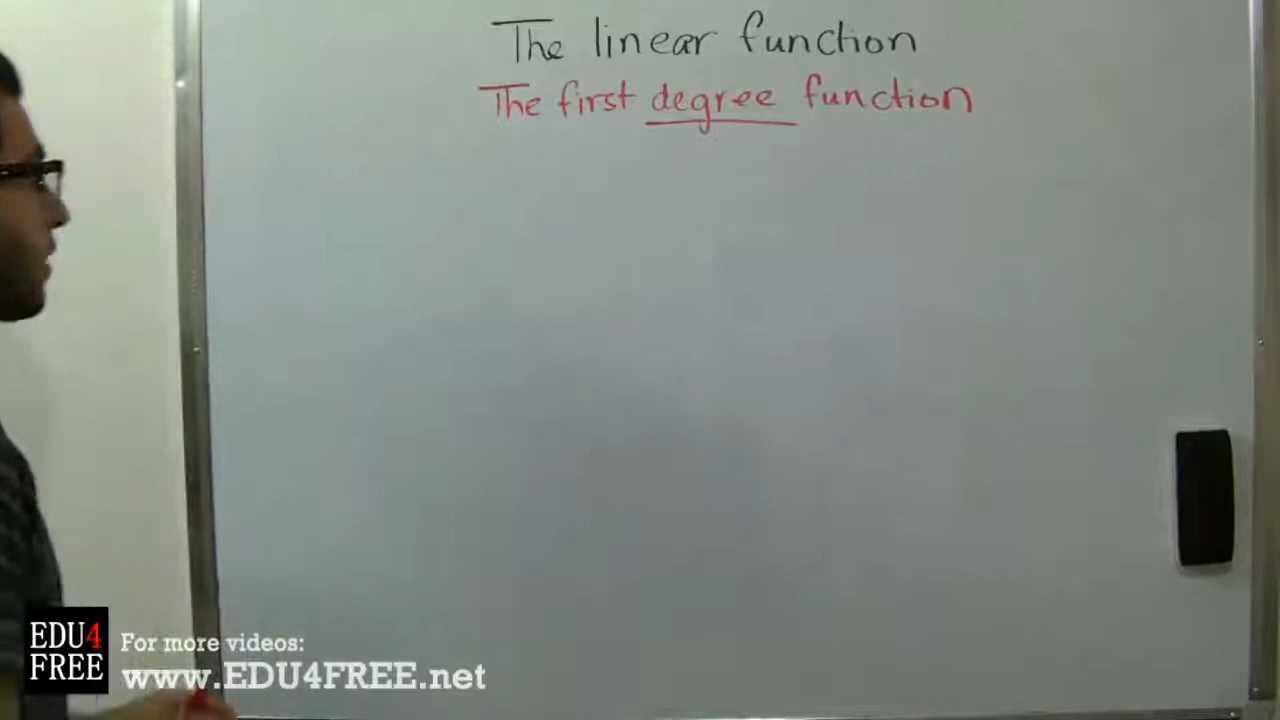 The linear function
The first degree function
EDU4
FREE
For more videos:
www.EDU4FREE.net